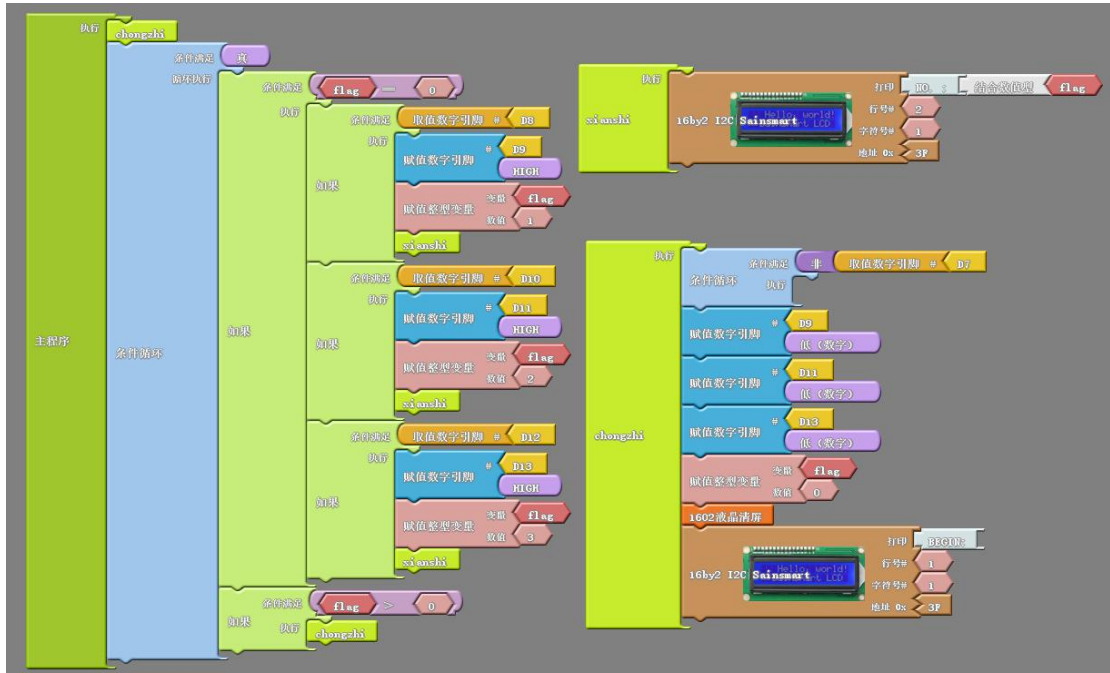 主程序
执行
chongzhi
条件循环
条件满足 真
循环执行
如果
条件满足 flag == 0
执行
如果
条件满足 取值数字引脚 # D8
执行
赋值数字引脚 # D9
HIGH
赋值整型变量 变量 flag
数值 1
xianshi
如果
条件满足 取值数字引脚 # D10
执行
赋值数字引脚 # D11
HIGH
赋值整型变量 变量 flag
数值 2
xianshi
如果
条件满足 取值数字引脚 # D12
执行
赋值数字引脚 # D13
HIGH
赋值整型变量 变量 flag
数值 3
xianshi
如果
条件满足 flag > 0
执行 chongzhi
xianshi
执行
16by2 I2C Sainsmart
Hello, world!
LCD
打印 NO. : 结合数值型 flag
行号# 2
字符号# 1
地址 0x 3F
chongzhi
执行
条件循环
条件满足 非 取值数字引脚 # D7
执行
赋值数字引脚 # D9
低（数字）
赋值数字引脚 # D11
低（数字）
赋值数字引脚 # D13
低（数字）
赋值整型变量 变量 flag
数值 0
1602液晶清屏
16by2 I2C Sainsmart
Hello, world!
LCD
打印 BEGIN:
行号# 1
字符号# 1
地址 0x 3F